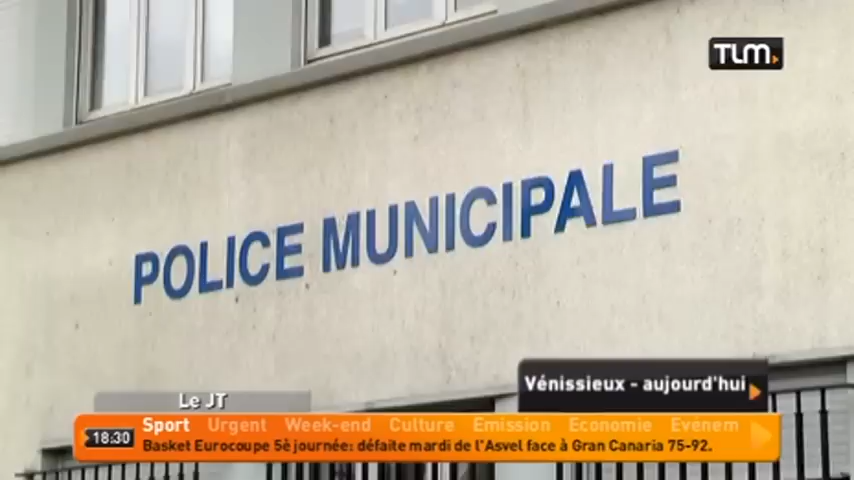 TLM
POLICE MUNICIPALE
Vénissieux - aujourd'hui
Le JT
Sport Urgent Week-end Culture Emission Economie Evénem
18:30
Basket Eurocoupe 5è journée: défaite mardi de l'Asvel face à Gran Canaria 75-92.